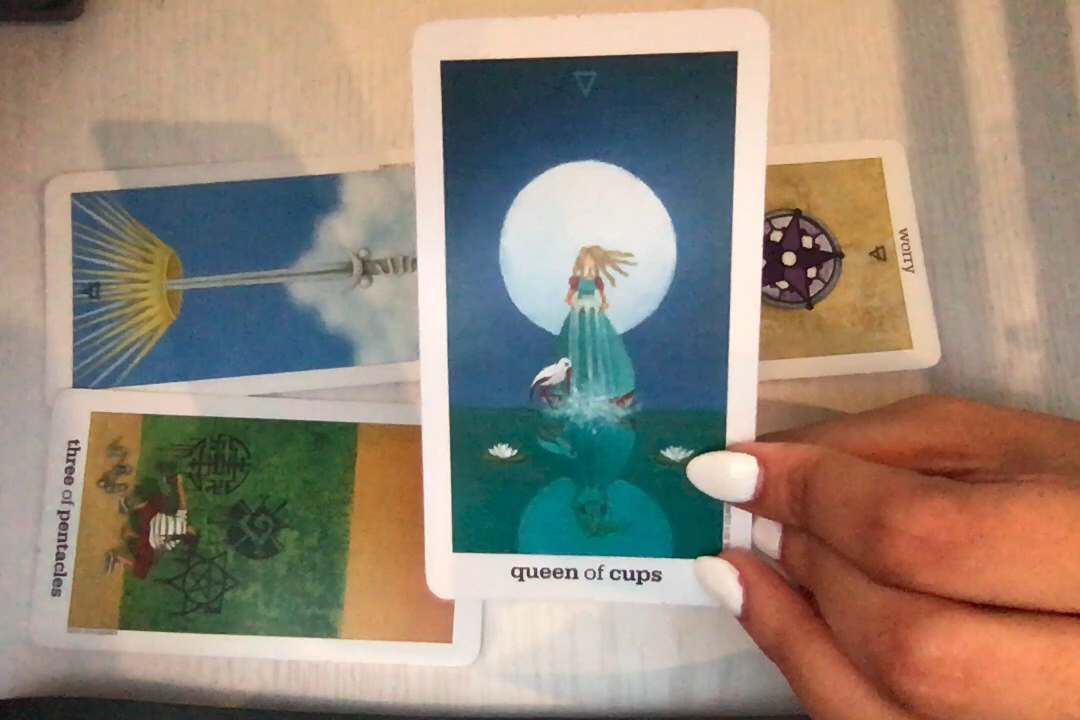 queen of cups
three of pentacles
worry